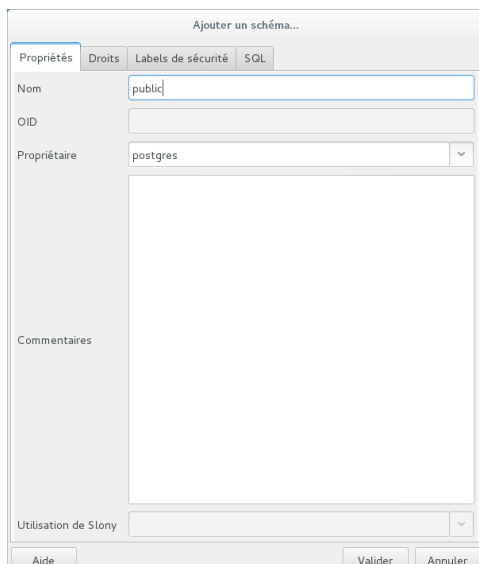 Ajouter un schéma...
Propriétés Droits Labels de sécurité SQL
Nom public
OID
Propriétaire postgres
Commentaires
Utilisation de Slony
Aide Valider Annuler